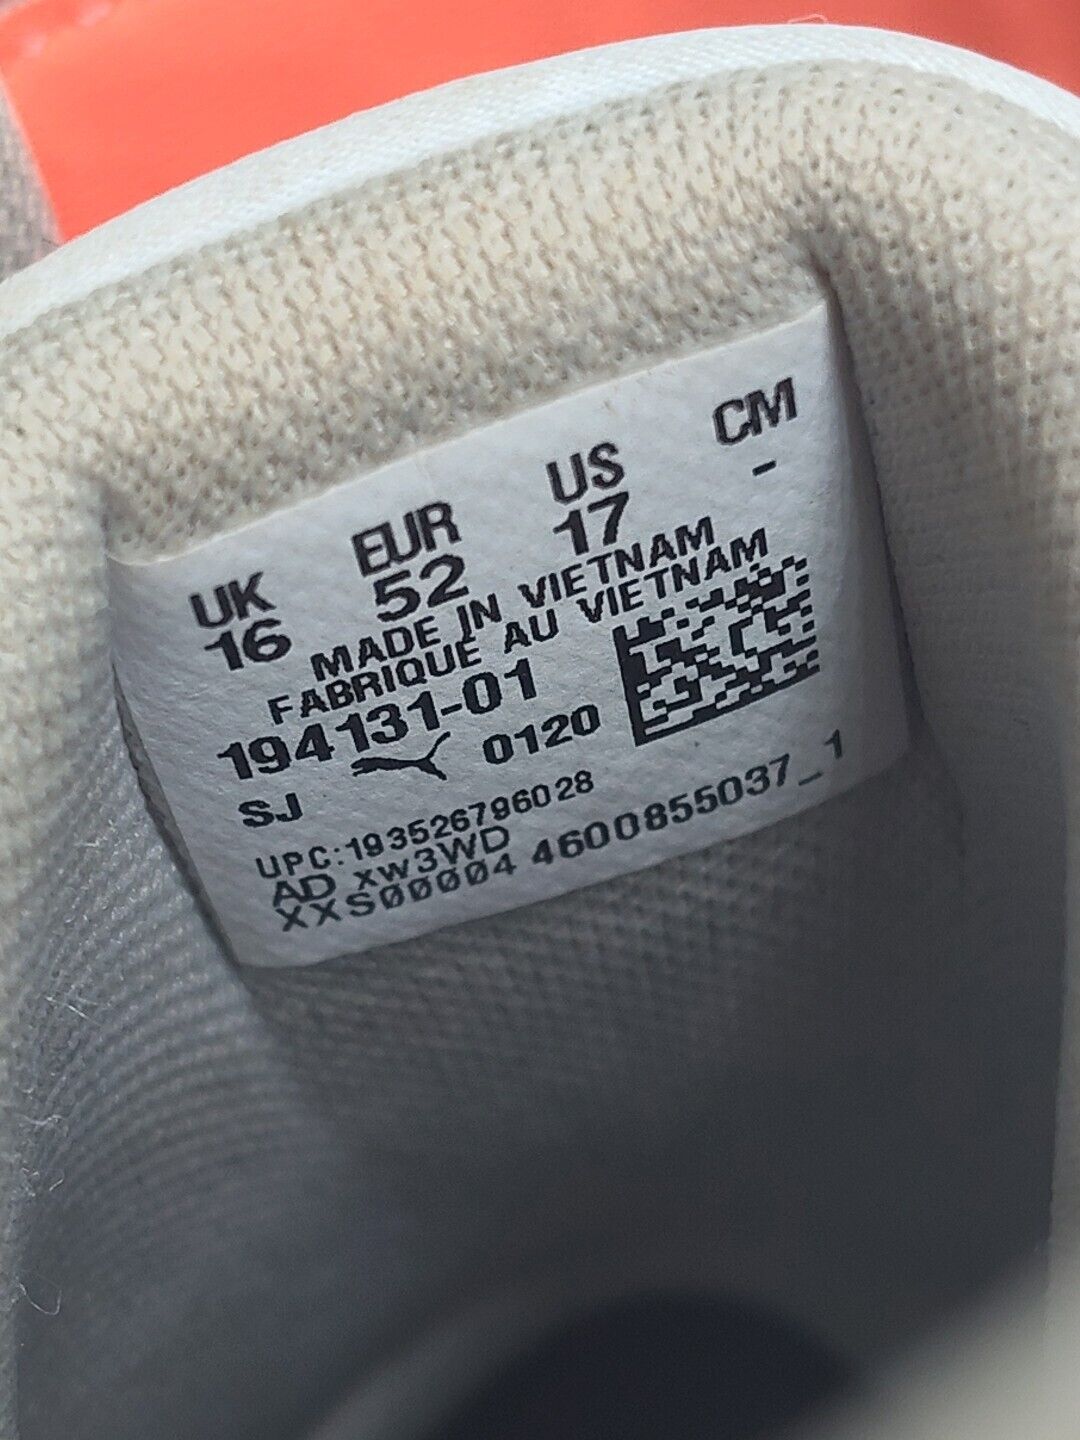 UK EUR US CM
16 52 17 -
MADE IN VIETNAM
FABRIQUÉ AU VIETNAM
194131-01
SJ 0120
UPC:193526796028
AD xw3WD
XXS00004 4600855037_1